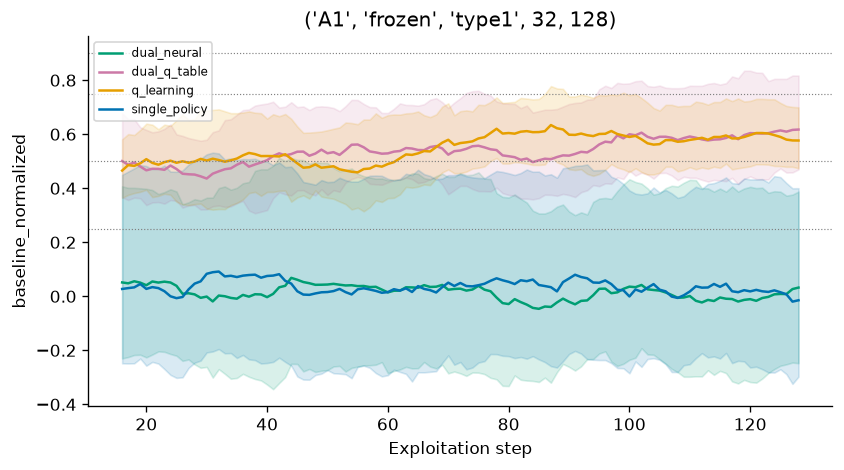 ('A1', 'frozen', 'type1', 32, 128)
dual_neural
dual_q_table
q_learning
single_policy
baseline_normalized
0.8
0.6
0.4
0.2
0.0
−0.2
−0.4
20 40 60 80 100 120
Exploitation step